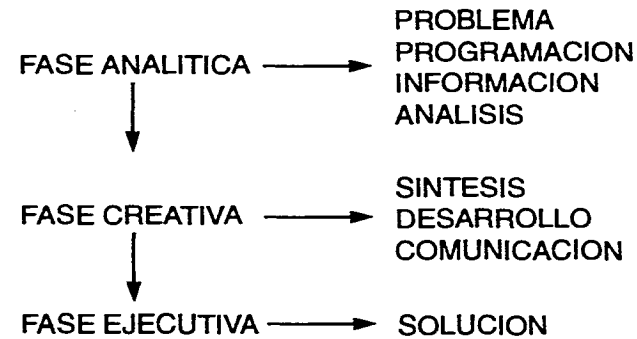 PROBLEMA
FASE ANALITICA PROGRAMACION
INFORMACION
ANALISIS
SINTESIS
FASE CREATIVA DESARROLLO
COMUNICACION
FASE EJECUTIVA SOLUCION